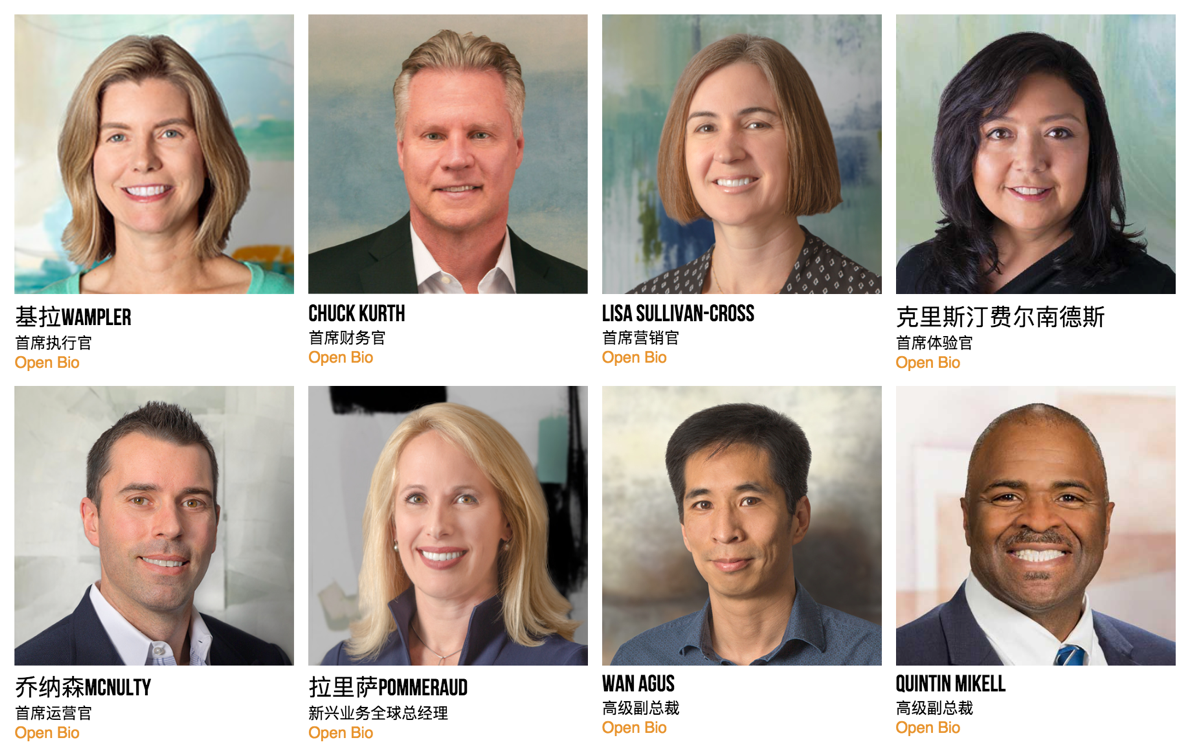 基拉WAMPLER
首席执行官
Open Bio
CHUCK KURTH
首席财务官
Open Bio
LISA SULLIVAN-CROSS
首席营销官
Open Bio
克里斯汀费尔南德斯
首席体验官
Open Bio
乔纳森MCNULTY
首席运营官
Open Bio
拉里萨POMMERAUD
新兴业务全球总经理
Open Bio
WAN AGUS
高级副总裁
Open Bio
QUINTIN MIKELL
高级副总裁
Open Bio